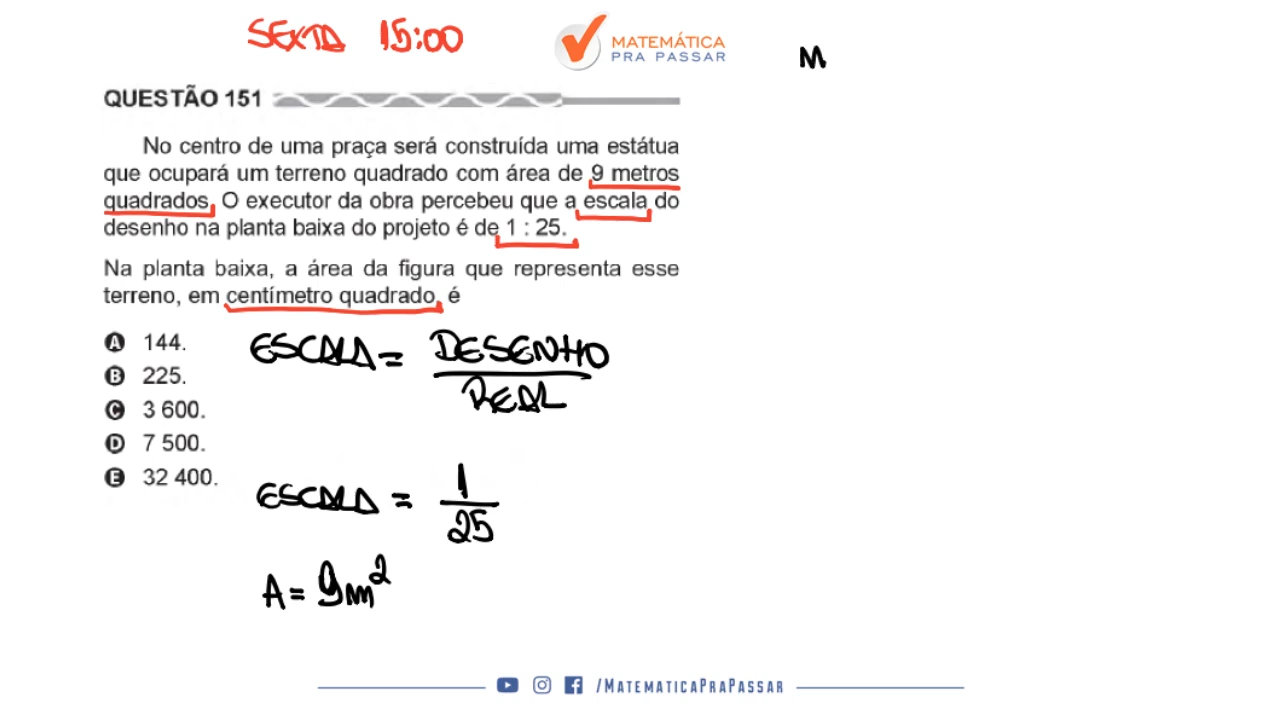 SEXTA 15:00
MATEMÁTICA
PRA PASSAR
M
QUESTÃO 151
No centro de uma praça será construída uma estátua
que ocupará um terreno quadrado com área de 9 metros
quadrados. O executor da obra percebeu que a escala do
desenho na planta baixa do projeto é de 1 : 25.
Na planta baixa, a área da figura que representa esse
terreno, em centímetro quadrado, é
A 144.
B 225.
C 3 600.
D 7 500.
E 32 400.
ESCALA = DESENHO
REAL
ESCALA = 1
25
A = 9m²
/MATEMATICAPRAPASSAR